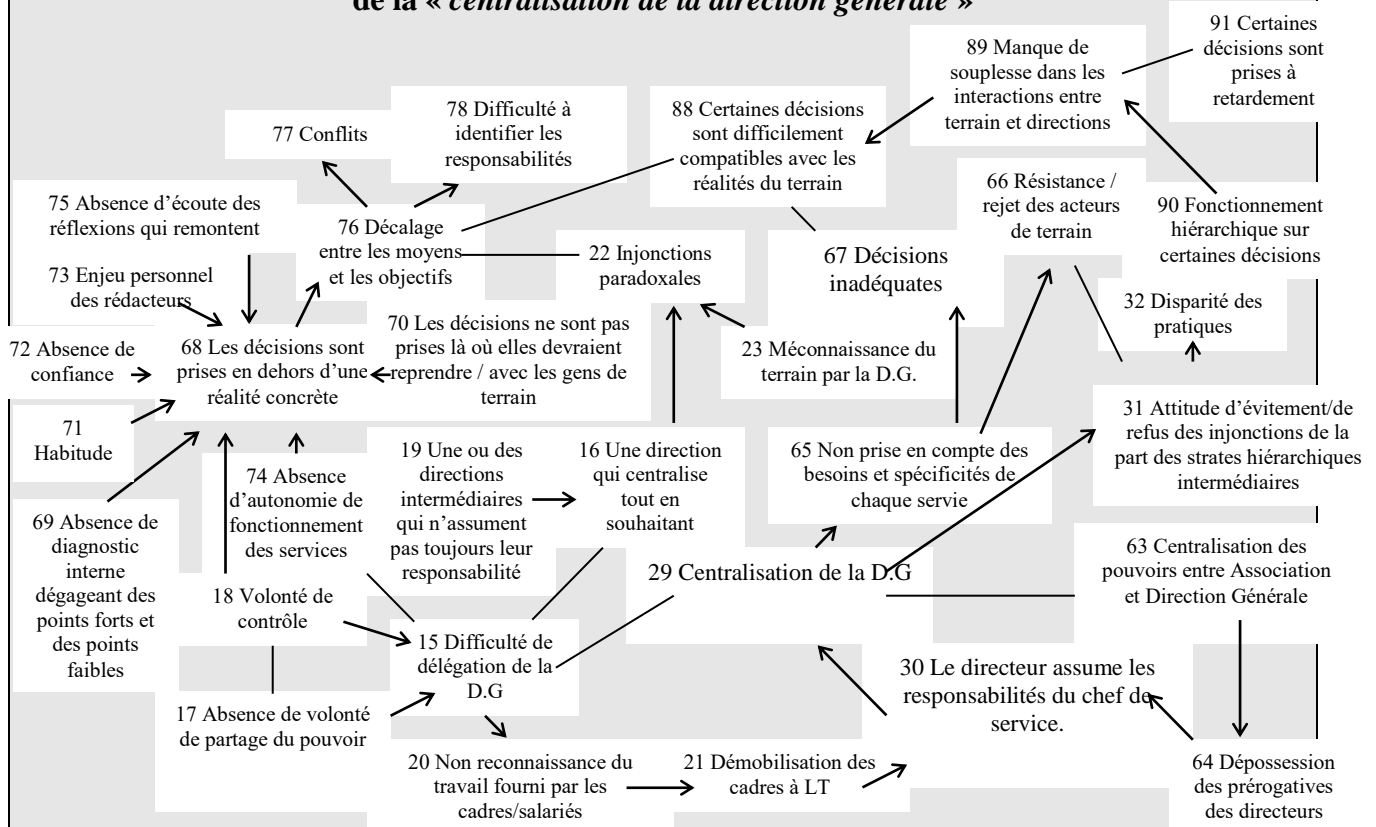 de la « centralisation de la direction générale »
91 Certaines
décisions sont
prises à
retardement
89 Manque de
souplesse dans les
interactions entre
terrain et directions
78 Difficulté à
identifier les
responsabilités
77 Conflits
88 Certaines décisions
sont difficilement
compatibles avec les
réalités du terrain
66 Résistance /
rejet des acteurs
de terrain
90 Fonctionnement
hiérarchique sur
certaines décisions
75 Absence d’écoute des
réflexions qui remontent
76 Décalage
entre les moyens
et les objectifs
22 Injonctions
paradoxales
67 Décisions
inadéquates
73 Enjeu personnel
des rédacteurs
32 Disparité des
pratiques
72 Absence de
confiance
68 Les décisions sont
prises en dehors d’une
réalité concrète
70 Les décisions ne sont pas
prises là où elles devraient
reprendre / avec les gens de
terrain
23 Méconnaissance du
terrain par la D.G.
71
Habitude
31 Attitude d’évitement/de
refus des injonctions de la
part des strates hiérarchiques
intermédiaires
74 Absence
d’autonomie de
fonctionnement
des services
19 Une ou des
directions
intermédiaires
qui n’assument
pas toujours leur
responsabilité
16 Une direction
qui centralise
tout en
souhaitant
65 Non prise en compte des
besoins et spécificités de
chaque servie
69 Absence de
diagnostic
interne
dégageant des
points forts et
des points
faibles
29 Centralisation de la D.G
63 Centralisation des
pouvoirs entre Association
et Direction Générale
18 Volonté de
contrôle
15 Difficulté de
délégation de la
D.G
30 Le directeur assume les
responsabilités du chef de
service.
17 Absence de volonté
de partage du pouvoir
20 Non reconnaissance du
travail fourni par les
cadres/salariés
21 Démobilisation des
cadres à LT
64 Dépossession
des prérogatives
des directeurs